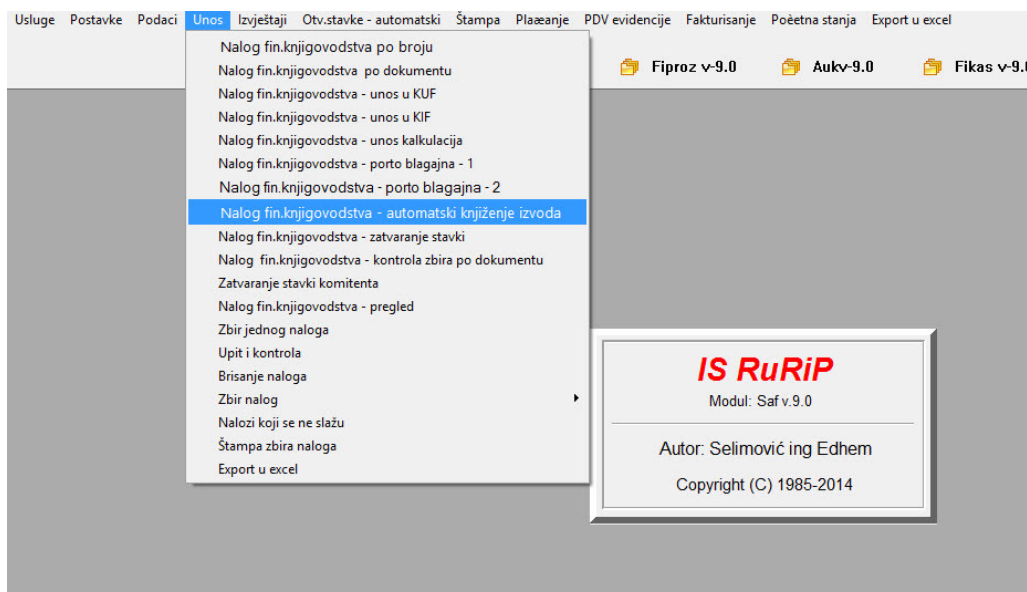 Usluge Postavke Podaci Unos Izvještaji Otv.stavke - automatski Štampa Plaæanje PDV evidencije Fakturisanje Poèetna stanja Export u excel
Fiproz v-9.0 Aukv-9.0 Fikas v-9.0
Nalog fin.knjigovodstva po broju
Nalog fin.knjigovodstva po dokumentu
Nalog fin.knjigovodstva - unos u KUF
Nalog fin.knjigovodstva - unos u KIF
Nalog fin.knjigovodstva - unos kalkulacija
Nalog fin.knjigovodstva - porto blagajna - 1
Nalog fin.knjigovodstva - porto blagajna - 2
Nalog fin.knjigovodstva - automatski knjiženje izvoda
Nalog fin.knjigovodstva - zatvaranje stavki
Nalog fin.knjigovodstva - kontrola zbira po dokumentu
Zatvaranje stavki komitenta
Nalog fin.knjigovodstva - pregled
Zbir jednog naloga
Upit i kontrola
Brisanje naloga
Zbir nalog
Nalozi koji se ne slažu
Štampa zbira naloga
Export u excel
IS RuRiP
Modul: Saf v.9.0
Autor: Selimović ing Edhem
Copyright (C) 1985-2014